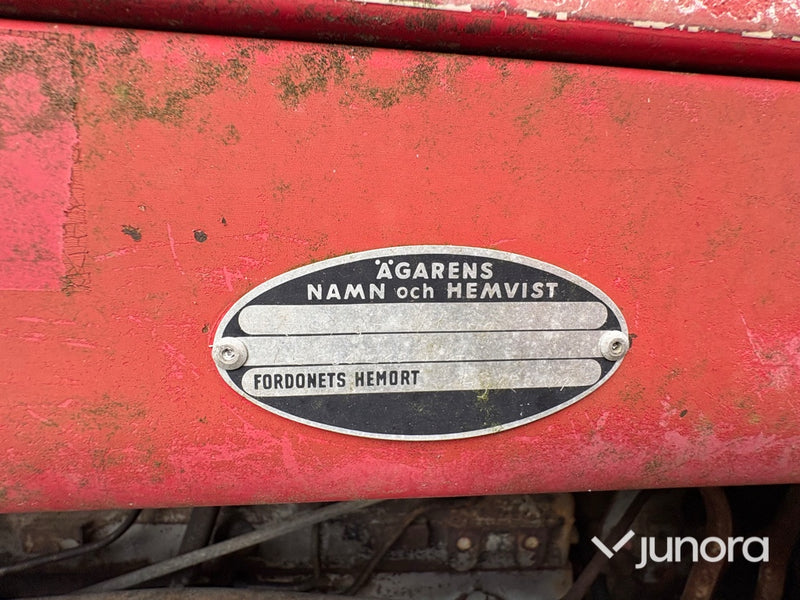 ÄGARENS
NAMN och HEMVIST
FORDONETS HEMORT
junora